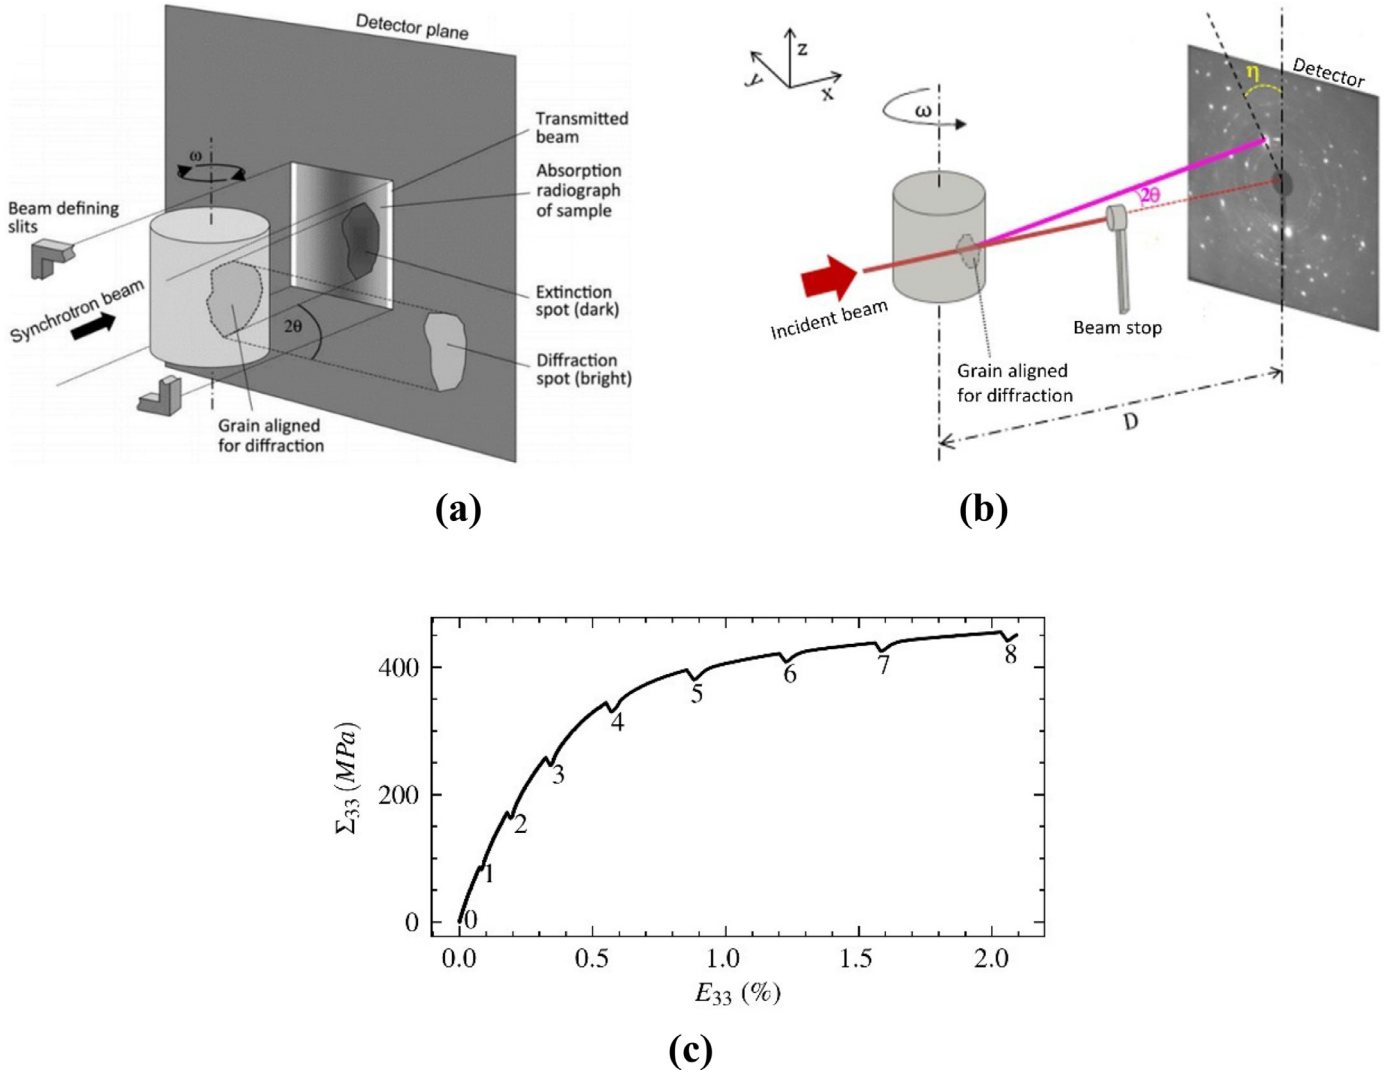 Detector plane
Transmitted
beam
Absorption
radiograph
of sample
ω
Beam defining
slits
Synchrotron beam
2θ
Extinction
spot (dark)
Diffraction
spot (bright)
Grain aligned
for diffraction
(a)
z
y
x
ω
η
Detector
2θ
Incident beam
Beam stop
Grain aligned
for diffraction
D
(b)
Σ33 (MPa)
400
200
0
0
1
2
3
4
5
6
7
8
0.0
0.5
1.0
1.5
2.0
E33 (%)
(c)